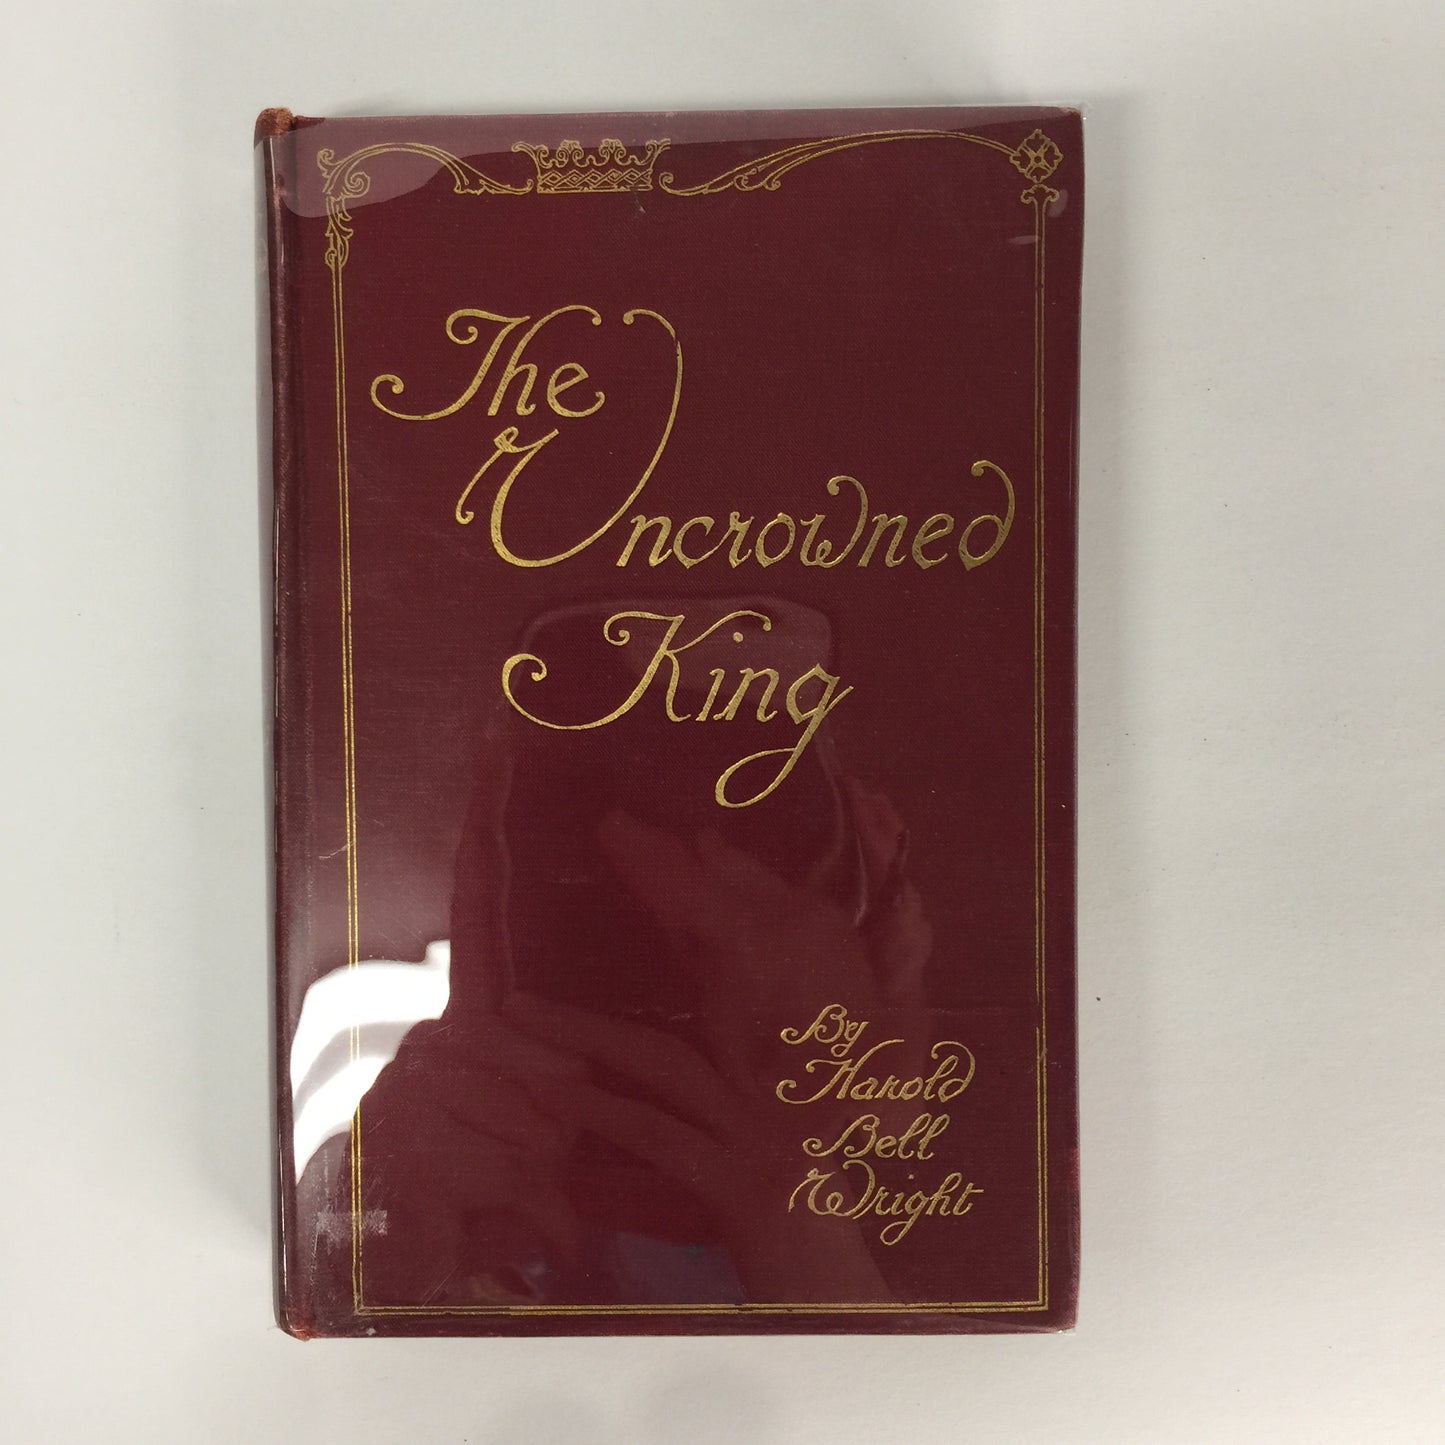 The
Uncrowned
King
By
Harold
Bell
Wright